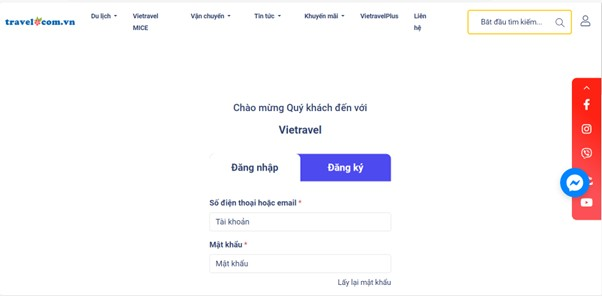 travel.com.vn
Du lịch
Vietravel
MICE
Vận chuyển
Tin tức
Khuyến mãi
VietravelPlus
Liên
hệ
Bắt đầu tìm kiếm...
Chào mừng Quý khách đến với
Vietravel
Đăng nhập
Đăng ký
Số điện thoại hoặc email *
Tài khoản
Mật khẩu *
Mật khẩu
Lấy lại mật khẩu